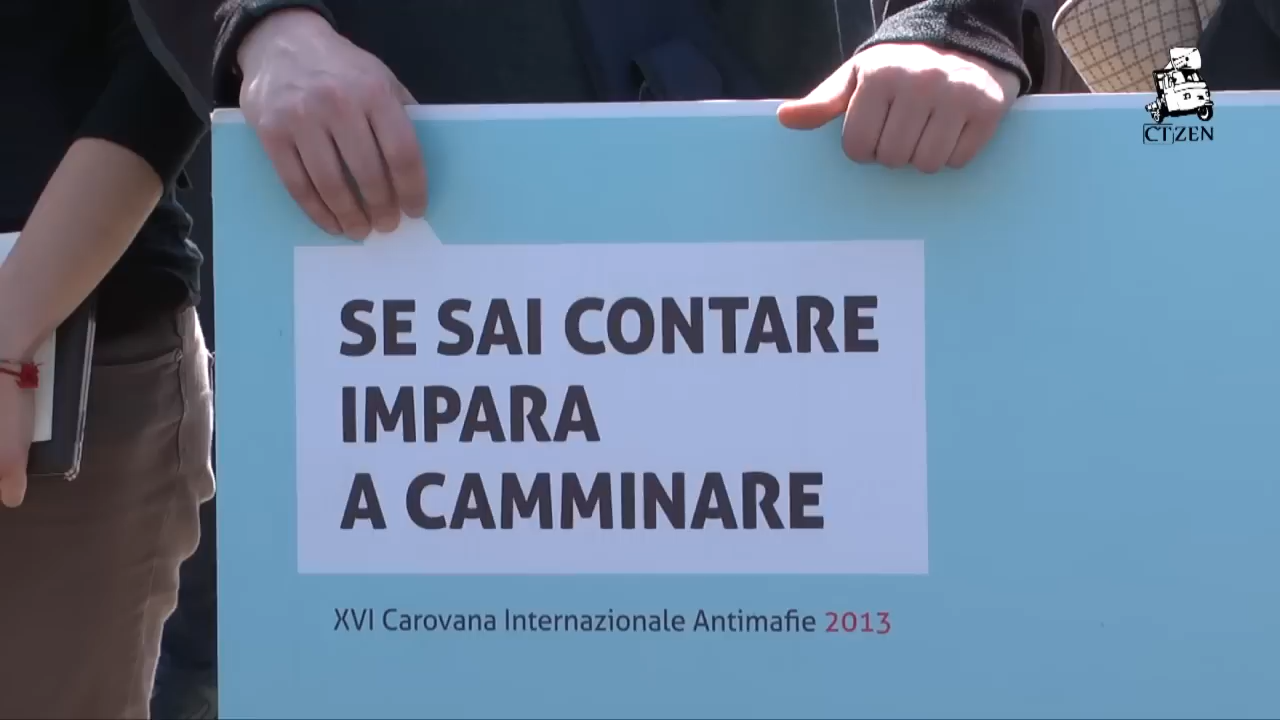 CTZEN
SE SAI CONTARE
IMPARA
A CAMMINARE
XVI Carovana Internazionale Antimafie 2013